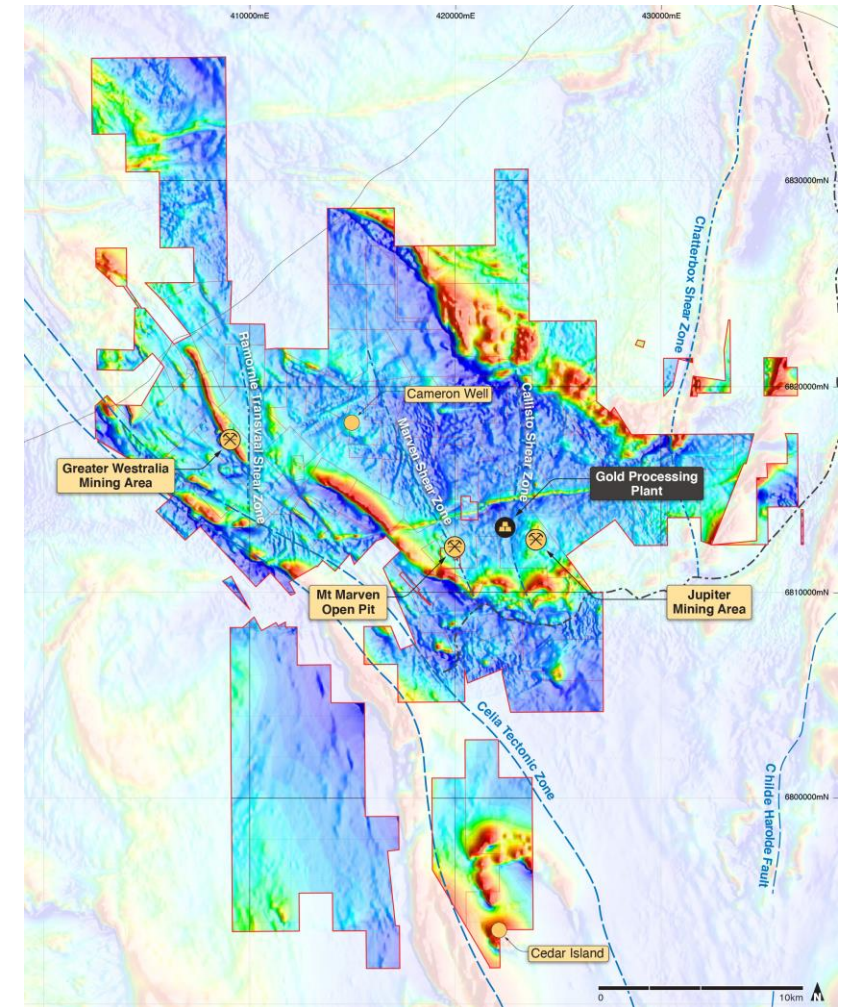 410000mE
420000mE
430000mE
6830000mN
Chatterbox Shear Zone
6820000mN
Ramornie Transvaal Shear Zone
Cameron Well
Marven Shear Zone
Callisto Shear Zone
Greater Westralia
Mining Area
Gold Processing
Plant
Mt Marven
Open Pit
6810000mN
Jupiter
Mining Area
Celia Tectonic Zone
6800000mN
Childe Harolde Fault
Cedar Island
0
10km
N